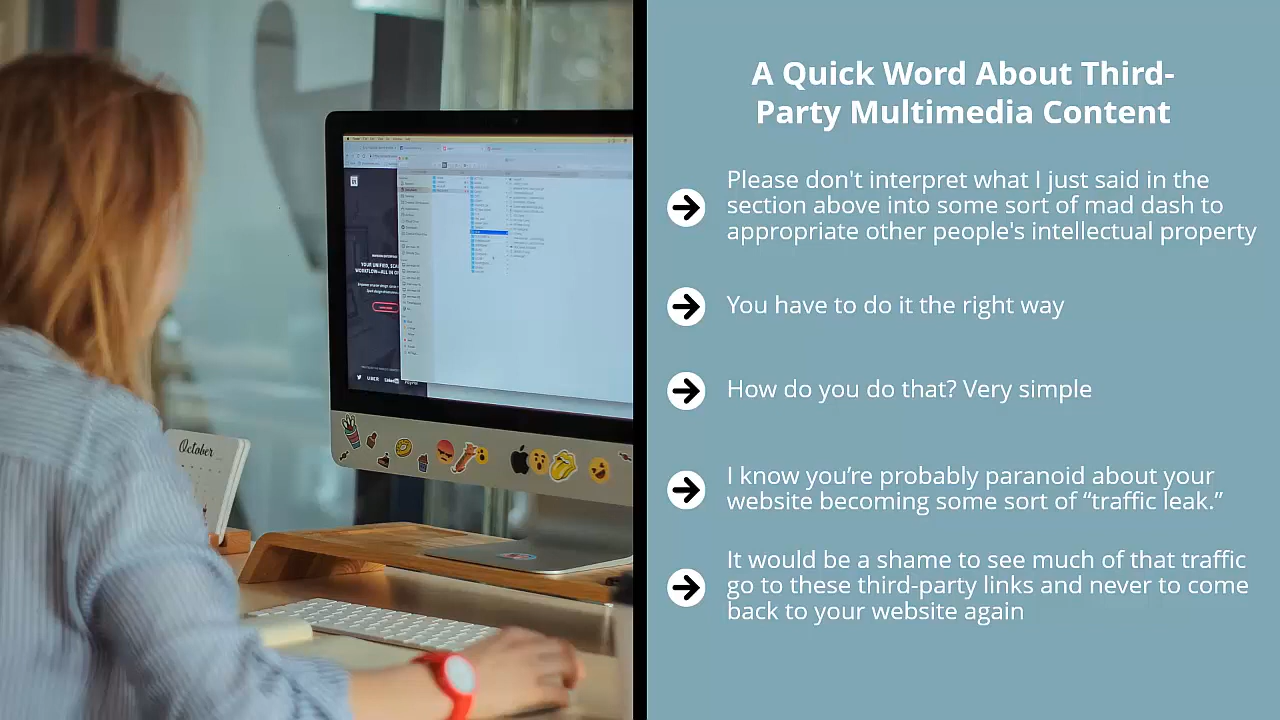 A Quick Word About Third-
Party Multimedia Content
Please don't interpret what I just said in the
section above into some sort of mad dash to
appropriate other people's intellectual property
You have to do it the right way
How do you do that? Very simple
I know you’re probably paranoid about your
website becoming some sort of “traffic leak.”
It would be a shame to see much of that traffic
go to these third-party links and never to come
back to your website again
October
UBER